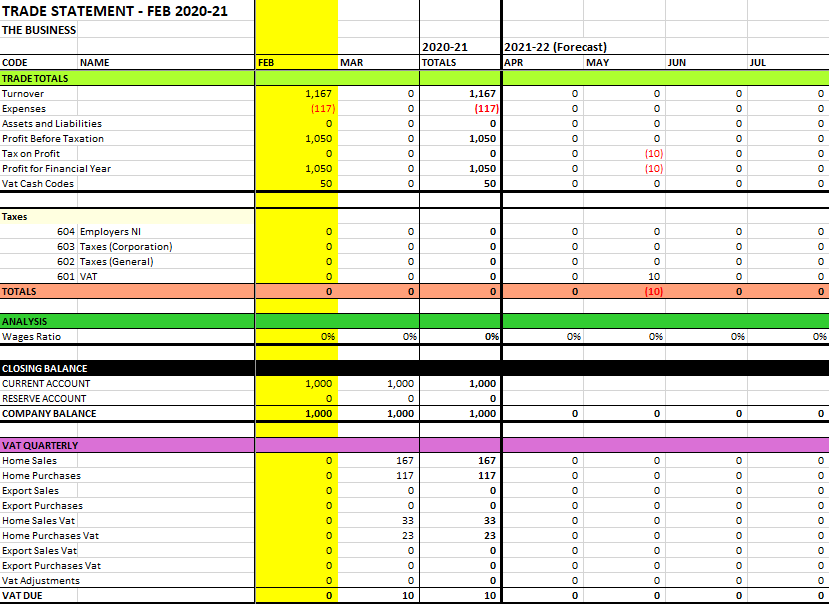 TRADE STATEMENT - FEB 2020-21
THE BUSINESS
2020-21 2021-22 (Forecast)
CODE NAME FEB MAR TOTALS APR MAY JUN JUL
TRADE TOTALS
Turnover 1,167 0 1,167 0 0 0 0
Expenses (117) 0 (117) 0 0 0 0
Assets and Liabilities 0 0 0 0 0 0 0
Profit Before Taxation 1,050 0 1,050 0 0 0 0
Tax on Profit 0 0 0 0 (10) 0 0
Profit for Financial Year 1,050 0 1,050 0 (10) 0 0
Vat Cash Codes 50 0 50 0 0 0 0
Taxes
604 Employers NI 0 0 0 0 0 0 0
603 Taxes (Corporation) 0 0 0 0 0 0 0
602 Taxes (General) 0 0 0 0 0 0 0
601 VAT 0 0 0 0 10 0 0
TOTALS 0 0 0 0 (10) 0 0
ANALYSIS
Wages Ratio 0% 0% 0% 0% 0% 0% 0%
CLOSING BALANCE
CURRENT ACCOUNT 1,000 1,000 1,000
RESERVE ACCOUNT 0 0 0
COMPANY BALANCE 1,000 1,000 1,000 0 0 0 0
VAT QUARTERLY
Home Sales 0 167 167 0 0 0 0
Home Purchases 0 117 117 0 0 0 0
Export Sales 0 0 0 0 0 0 0
Export Purchases 0 0 0 0 0 0 0
Home Sales Vat 0 33 33 0 0 0 0
Home Purchases Vat 0 23 23 0 0 0 0
Export Sales Vat 0 0 0 0 0 0 0
Export Purchases Vat 0 0 0 0 0 0 0
Vat Adjustments 0 0 0 0 0 0 0
VAT DUE 0 10 10 0 0 0 0